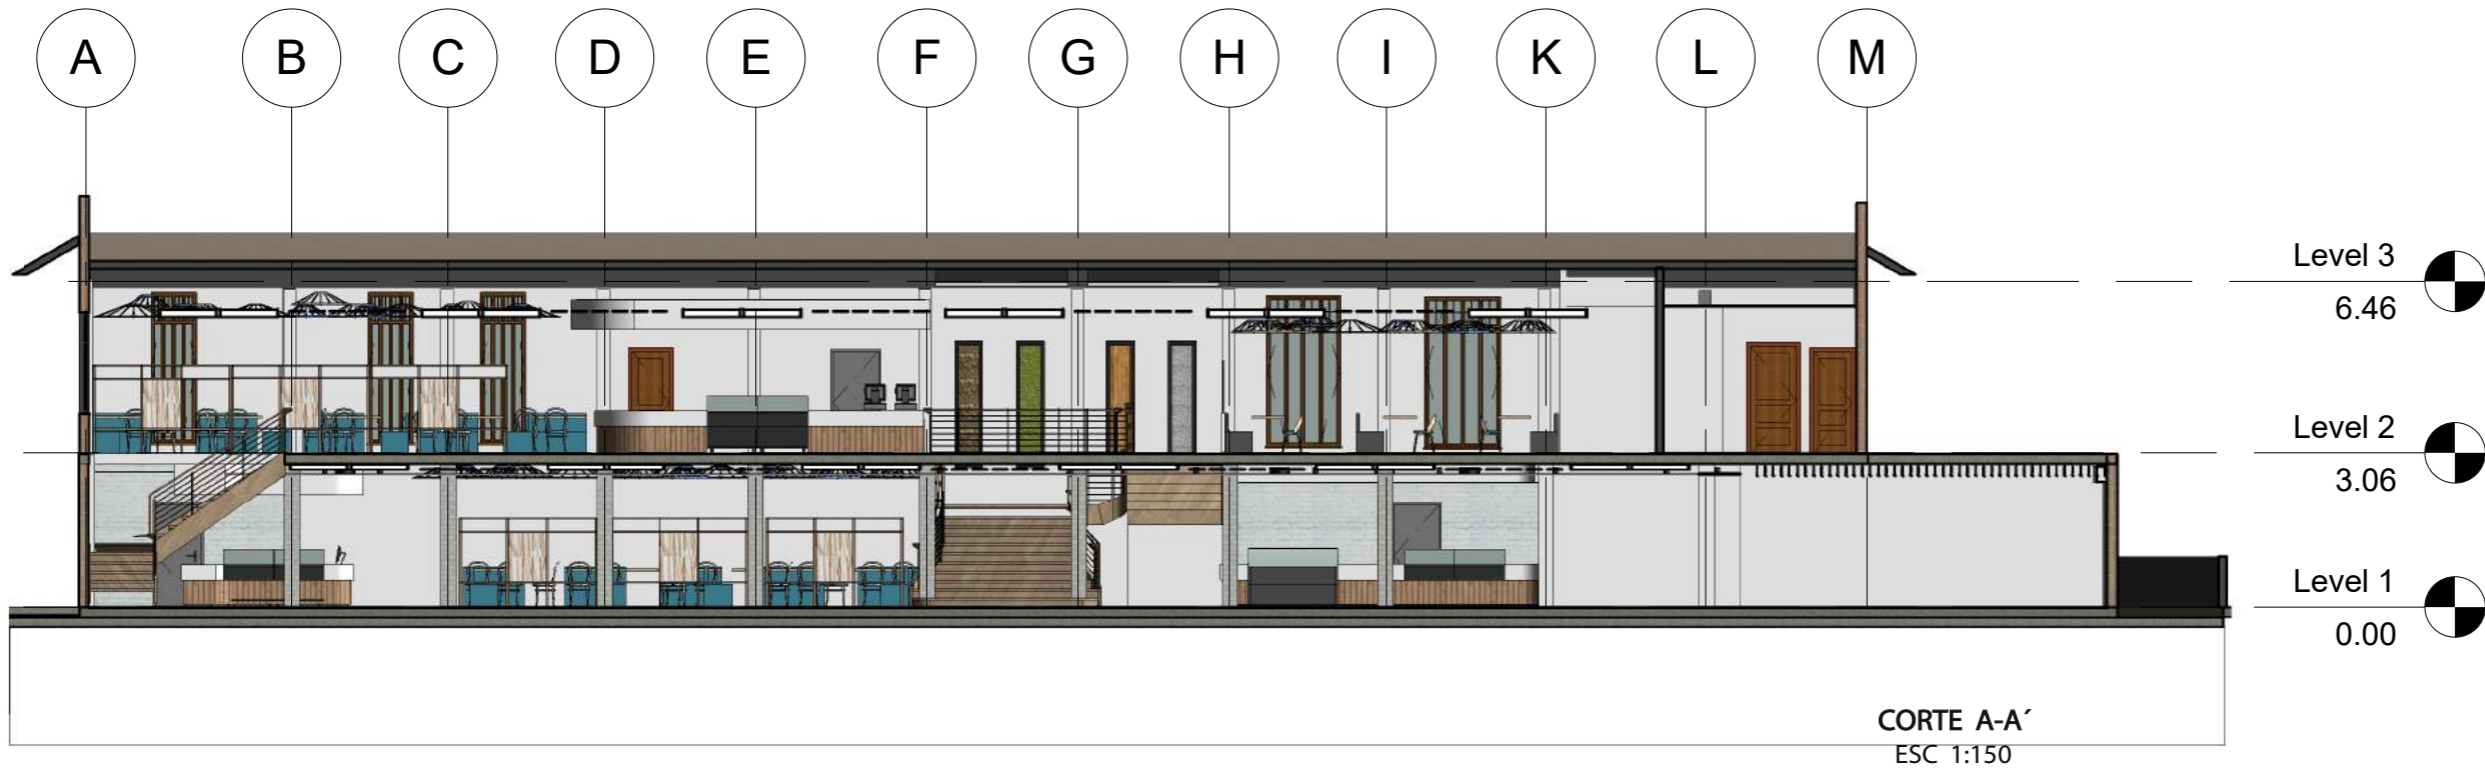 A B C D E F G H I K L M
Level 3
6.46
Level 2
3.06
Level 1
0.00
CORTE A-A´
ESC 1:150